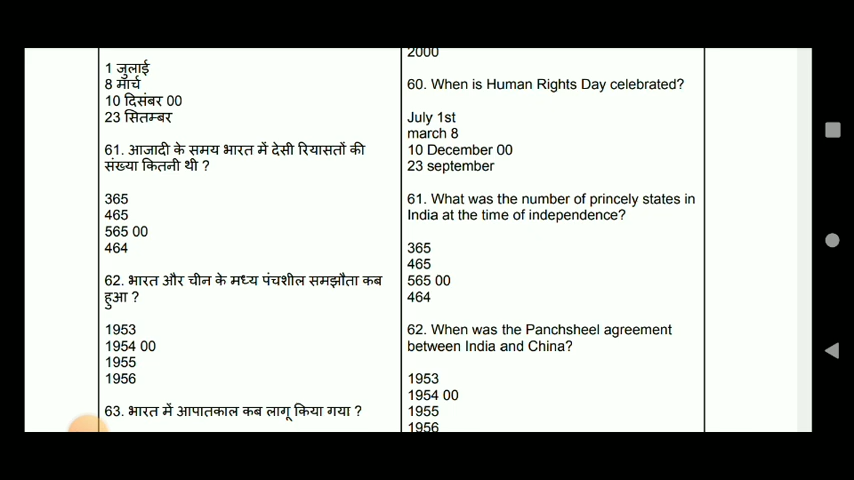 1 जुलाई
8 मार्च
10 दिसंबर 00
23 सितम्बर
61. आजादी के समय भारत में देसी रियासतों की
संख्या कितनी थी ?
365
465
565 00
464
62. भारत और चीन के मध्य पंचशील समझौता कब
हुआ ?
1953
1954 00
1955
1956
63. भारत में आपातकाल कब लागू किया गया ?
2000
60. When is Human Rights Day celebrated?
July 1st
march 8
10 December 00
23 september
61. What was the number of princely states in
India at the time of independence?
365
465
565 00
464
62. When was the Panchsheel agreement
between India and China?
1953
1954 00
1955
1956